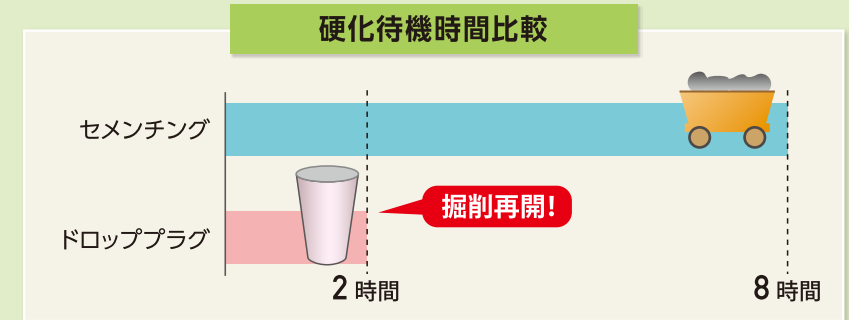 硬化待機時間比較
セメンチング
ドロッププラグ
掘削再開!
2時間
8時間